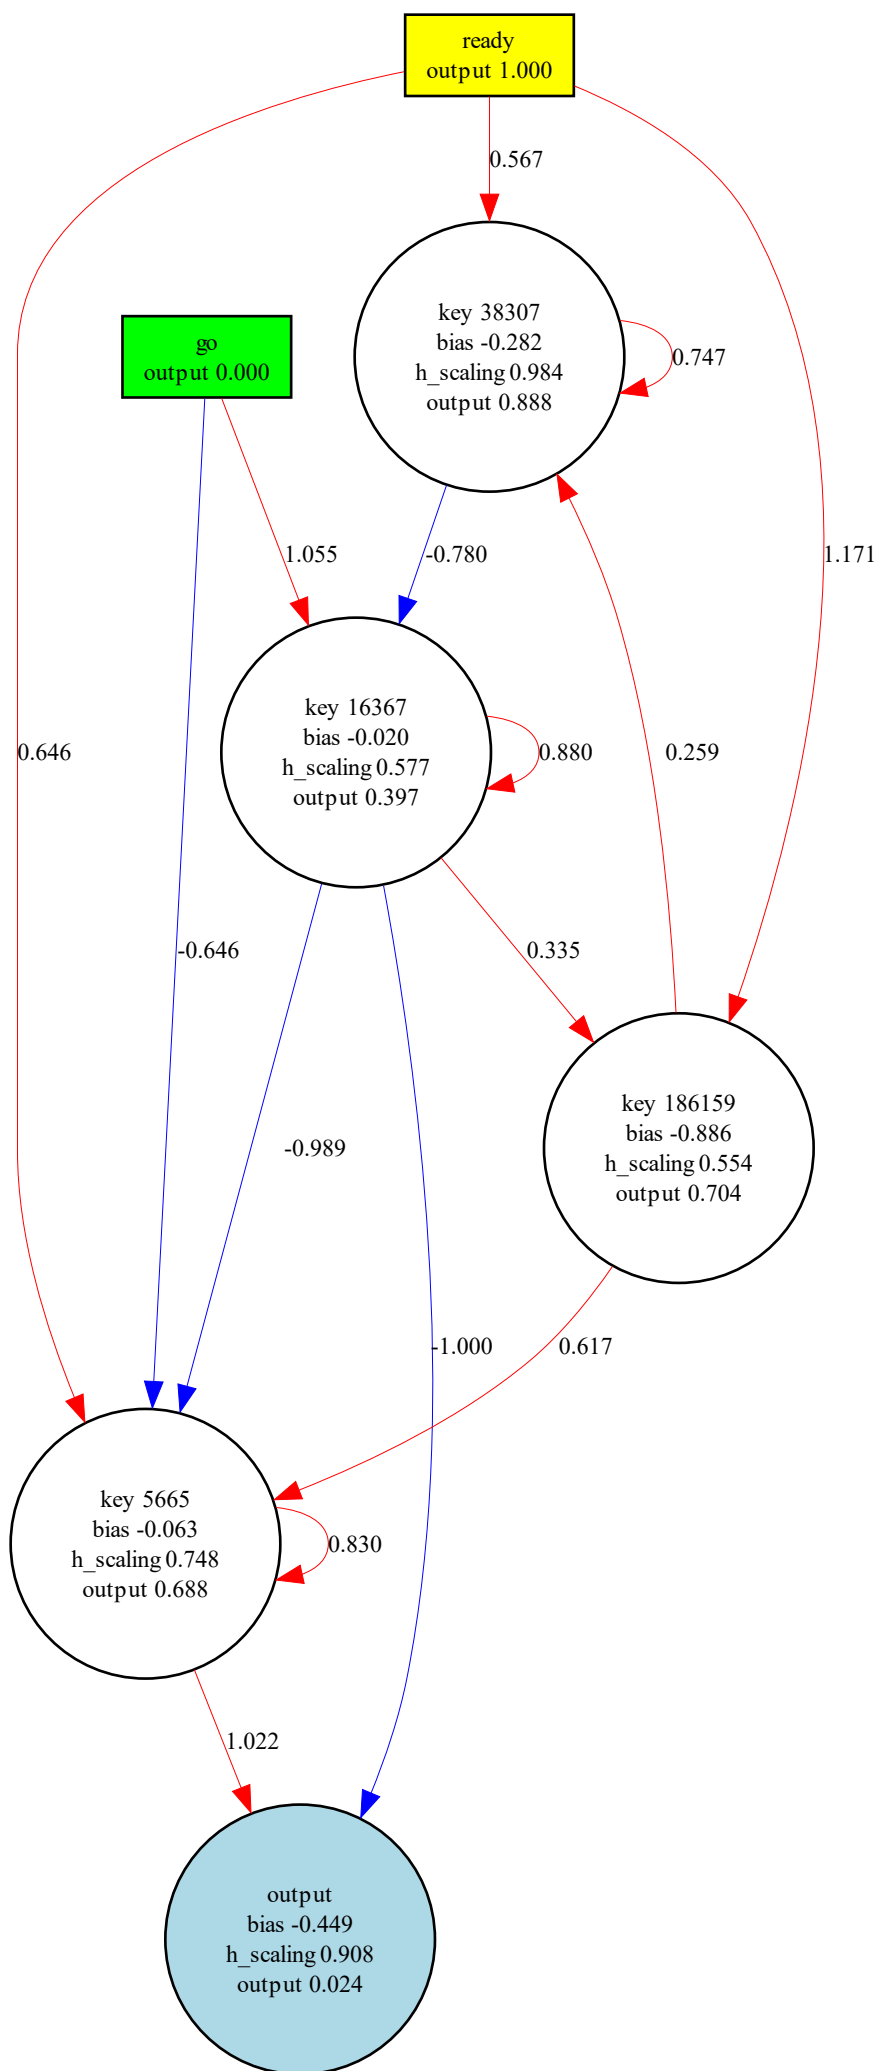 ready
output 1.000
0.567
key 38307
bias -0.282
h_scaling 0.984
output 0.888
0.747
go
output 0.000
1.055
-0.780
1.171
key 16367
bias -0.020
h_scaling 0.577
output 0.397
0.646
0.880
0.259
-0.646
0.335
key 186159
bias -0.886
h_scaling 0.554
output 0.704
-0.989
-1.000
0.617
key 5665
bias -0.063
h_scaling 0.748
output 0.688
0.830
1.022
output
bias -0.449
h_scaling 0.908
output 0.024